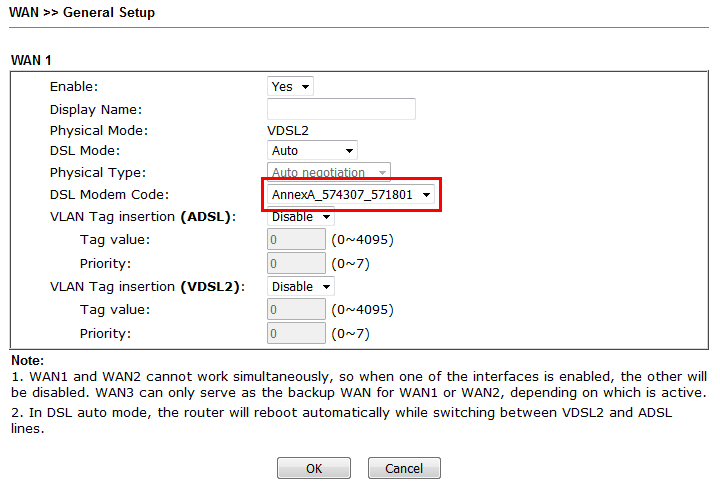 WAN >> General Setup
WAN 1
Enable: Yes
Display Name:
Physical Mode: VDSL2
DSL Mode: Auto
Physical Type: Auto negotiation
DSL Modem Code: AnnexA_574307_571801
VLAN Tag insertion (ADSL): Disable
Tag value: 0 (0~4095)
Priority: 0 (0~7)
VLAN Tag insertion (VDSL2): Disable
Tag value: 0 (0~4095)
Priority: 0 (0~7)
Note:
1. WAN1 and WAN2 cannot work simultaneously, so when one of the interfaces is enabled, the other will
be disabled. WAN3 can only serve as the backup WAN for WAN1 or WAN2, depending on which is active.
2. In DSL auto mode, the router will reboot automatically while switching between VDSL2 and ADSL
lines.
OK Cancel